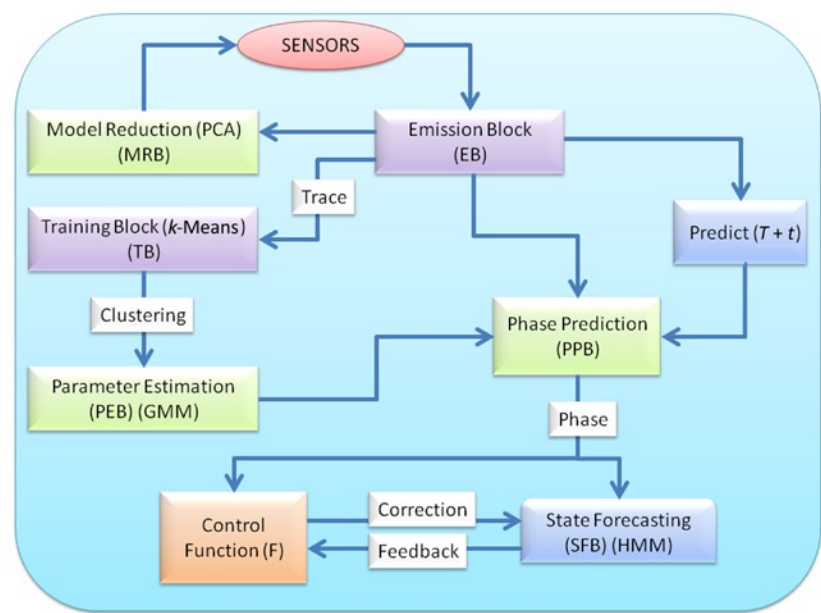 SENSORS
Model Reduction (PCA)
(MRB)
Emission Block
(EB)
Trace
Training Block (k-Means)
(TB)
Predict (T + t)
Clustering
Phase Prediction
(PPB)
Parameter Estimation
(PEB) (GMM)
Phase
Control
Function (F)
Correction
Feedback
State Forecasting
(SFB) (HMM)